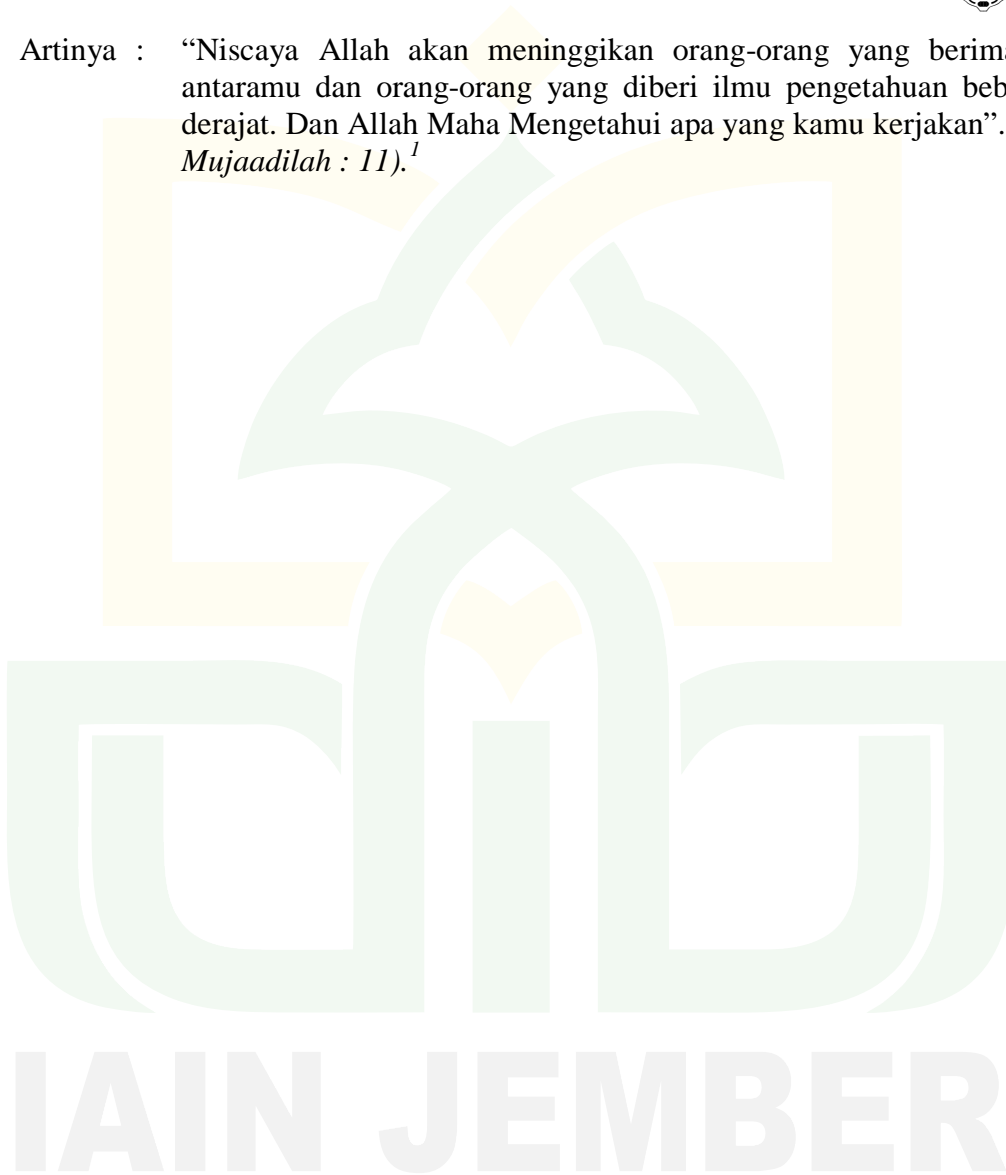 Artinya : “Niscaya Allah akan meninggikan orang-orang yang
antaramu dan orang-orang yang diberi ilmu pengetahuan
derajat. Dan Allah Maha Mengetahui apa yang kamu kerjakan”.
Mujaadilah : 11).¹
IAIN JEMBER